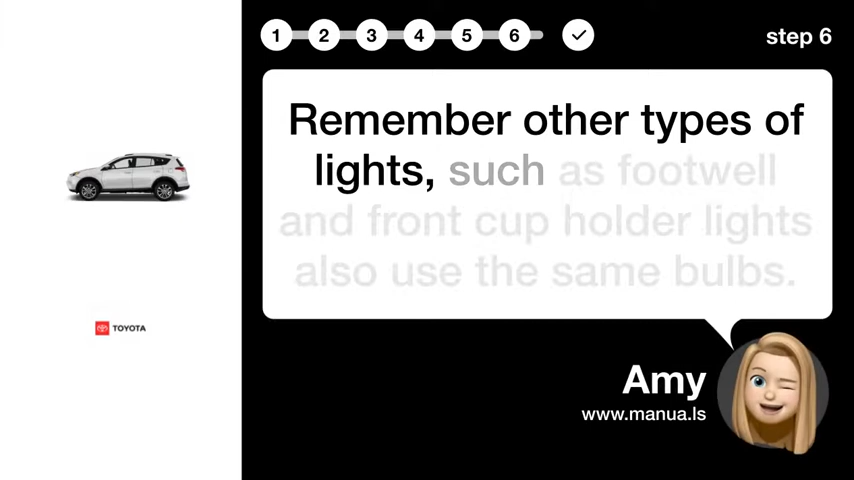 1 2 3 4 5 6 step 6
Remember other types of
lights, such as footwell
and front cup holder lights
also use the same bulbs.
TOYOTA
Amy
www.manua.ls